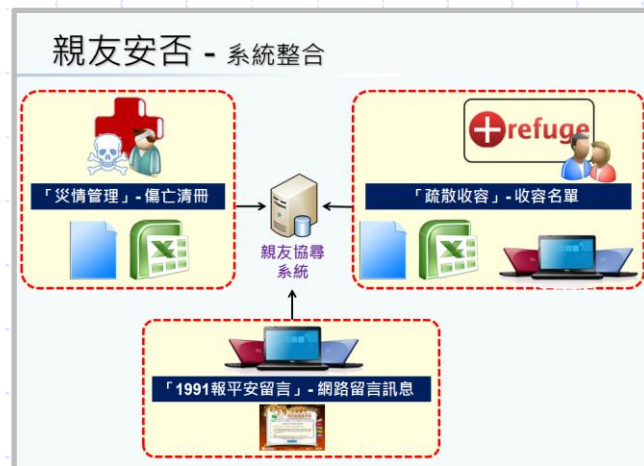 親友安否 - 系統整合
refuge
「災情管理」- 傷亡清冊
「疏散收容」- 收容名單
親友協尋
系統
「1991報平安留言」- 網路留言訊息